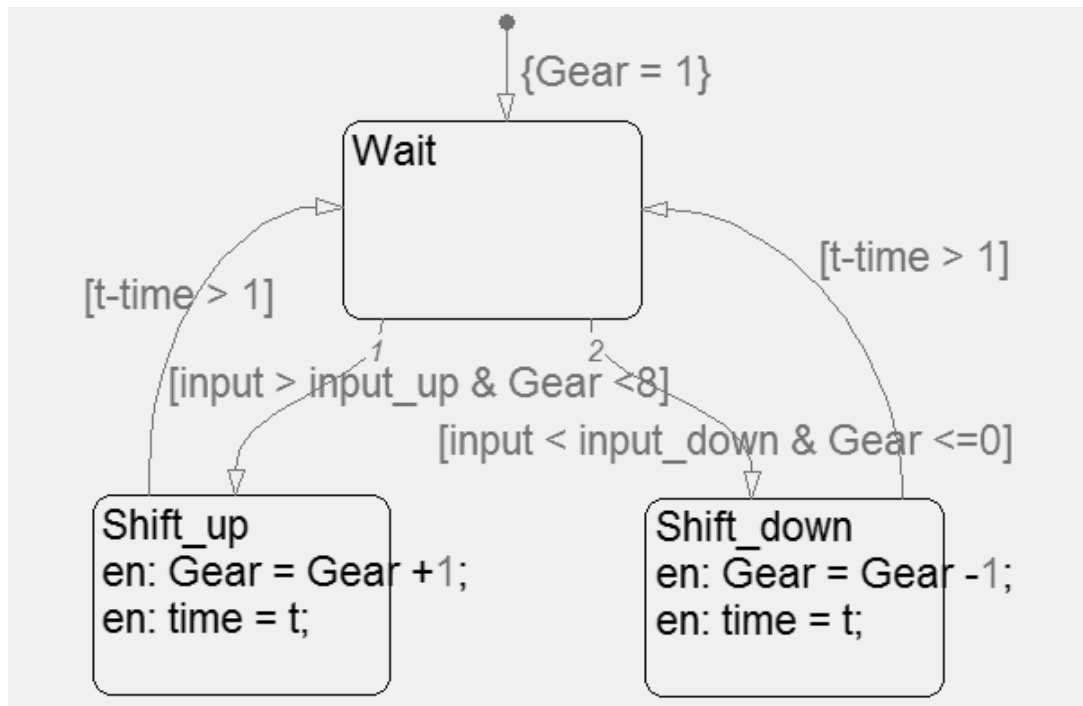 {Gear = 1}
Wait
[t-time > 1]
[t-time > 1]
1
2
[input > input_up & Gear <8]
[input < input_down & Gear <=0]
Shift_up
en: Gear = Gear +1;
en: time = t;
Shift_down
en: Gear = Gear -1;
en: time = t;